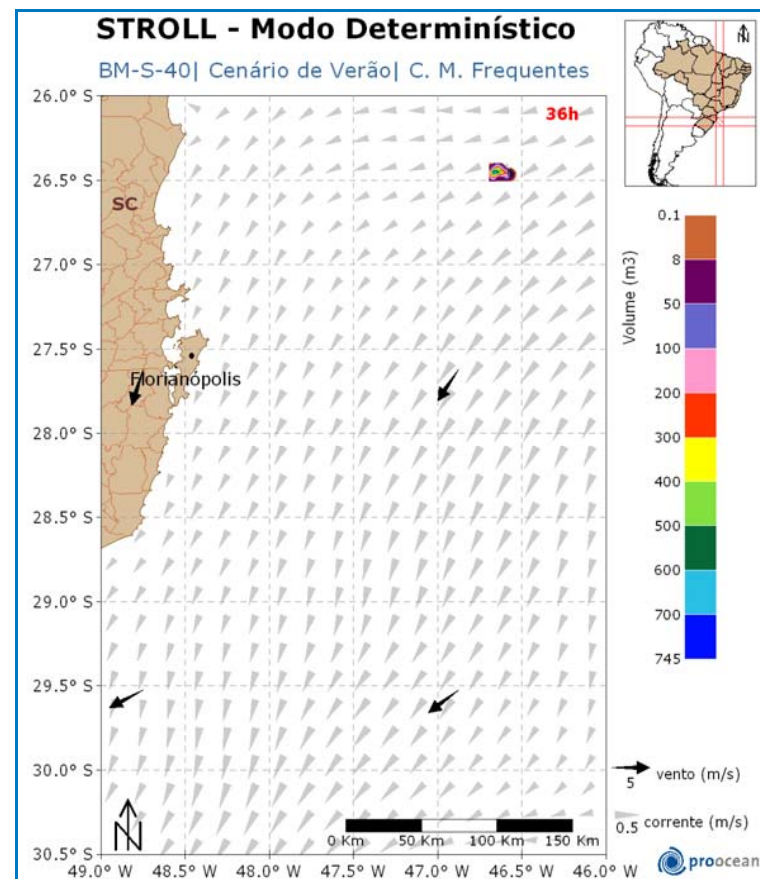 STROLL - Modo Determinístico
BM-S-40| Cenário de Verão| C. M. Frequentes
26.0° S
36h
N
26.5° S
SC
27.0° S
27.5° S
Florianópolis
28.0° S
28.5° S
29.0° S
29.5° S
30.0° S
30.5° S
N
0 Km 50 Km 100 Km 150 Km
49.0 W 48.5 W 48.0 W 47.5 W 47.0 W 46.5 W 46.0 W
Volume (m3)
0.1
8
50
100
200
300
400
500
600
700
745
5 vento (m/s)
0.5 corrente (m/s)
proocean